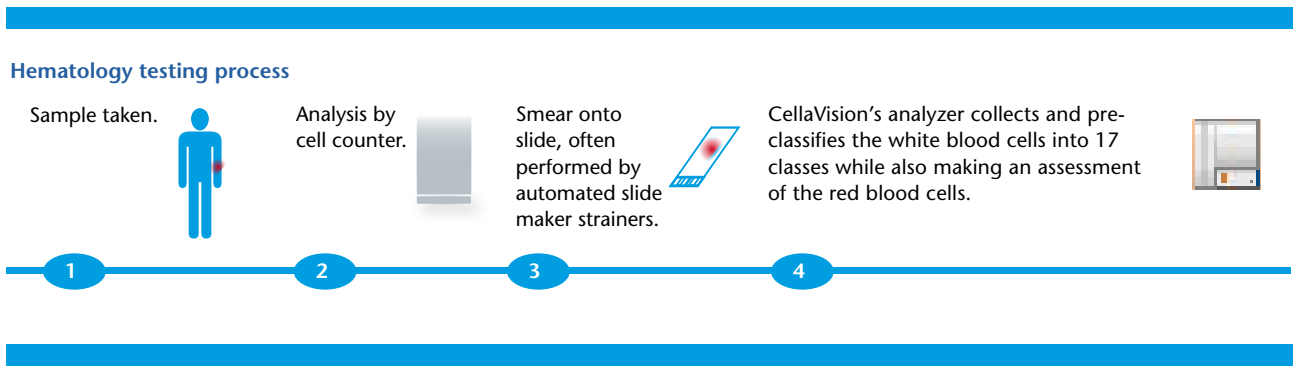 Hematology testing process
Sample taken.
Analysis by
cell counter.
Smear onto
slide, often
performed by
automated slide
maker strainers.
CellaVision’s analyzer collects and pre-
classifies the white blood cells into 17
classes while also making an assessment
of the red blood cells.
1
2
3
4